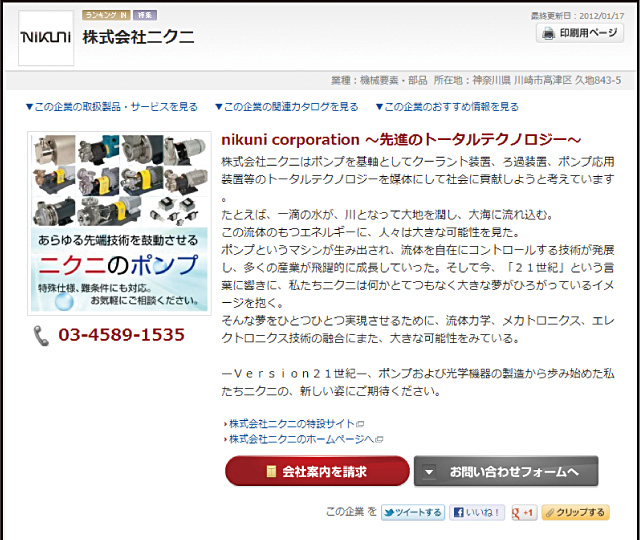 NIKUNI
ランキング IN 特集
株式会社ニクニ
最終更新日：2012/01/17
印刷用ページ
業種：機械要素・部品 所在地：神奈川県 川崎市高津区 久地843-5
▼この企業の取扱製品・サービスを見る ▼この企業の関連カタログを見る ▼この企業のおすすめ情報を見る
nikuni corporation ～先進のトータルテクノロジー～
株式会社ニクニはポンプを基軸としてクーラント装置、ろ過装置、ポンプ応用
装置等のトータルテクノロジーを媒体にして社会に貢献しようと考えています
。
たとえば、一滴の水が、川となって大地を潤し、大海に流れ込む。
この流体のもつエネルギーに、人々は大きな可能性を見た。
ポンプというマシンが生み出され、流体を自在にコントロールする技術が発展
し、多くの産業が飛躍的に成長していった。そして今、「２１世紀」という言
葉に響きに、私たちニクニは何かとてつもなく大きな夢がひろがっているイメ
ージを抱く。
そんな夢をひとつひとつ実現させるために、流体力学、メカトロニクス、エレ
クトロニクス技術の融合にまた、大きな可能性をみている。
ーＶｅｒｓｉｏｎ２１世紀ー、ポンプおよび光学機器の製造から歩み始めた私
たちニクニの、新しい姿にご期待ください。
あらゆる先端技術を鼓動させる
ニクニのポンプ
特殊仕様、難条件にも対応。
お気軽にご相談ください。
03-4589-1535
株式会社ニクニの特設サイト
株式会社ニクニのホームページへ
会社案内を請求
お問い合わせフォームへ
この企業 を ツイートする いいね！ g +1 クリップする